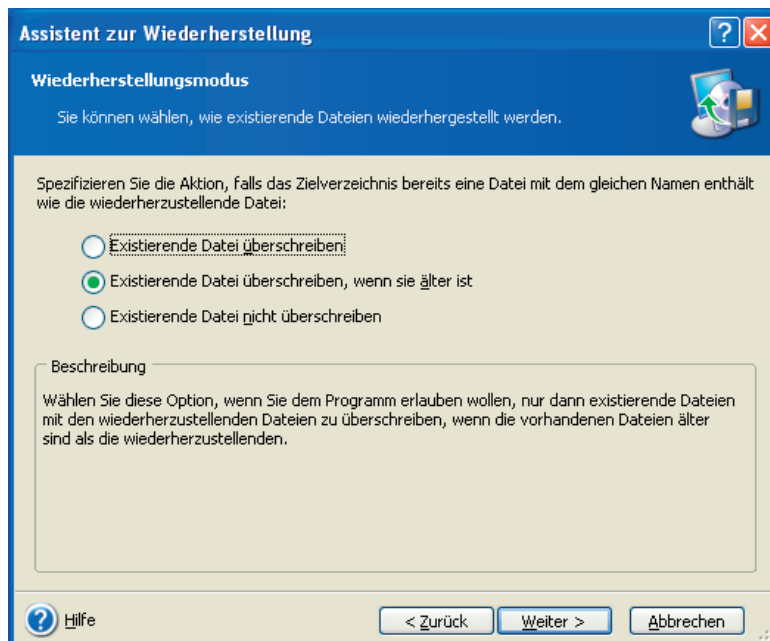 Assistent zur Wiederherstellung
?
Wiederherstellungsmodus
Sie können wählen, wie existierende Dateien wiederhergestellt werden.
Spezifizieren Sie die Aktion, falls das Zielverzeichnis bereits eine Datei mit dem gleichen Namen enthält
wie die wiederherzustellende Datei:
Existierende Datei überschreiben
Existierende Datei überschreiben, wenn sie älter ist
Existierende Datei nicht überschreiben
Beschreibung
Wählen Sie diese Option, wenn Sie dem Programm erlauben wollen, nur dann existierende Dateien
mit den wiederherzustellenden Dateien zu überschreiben, wenn die vorhandenen Dateien älter
sind als die wiederherzustellenden.
? Hilfe
< Zurück
Weiter >
Abbrechen